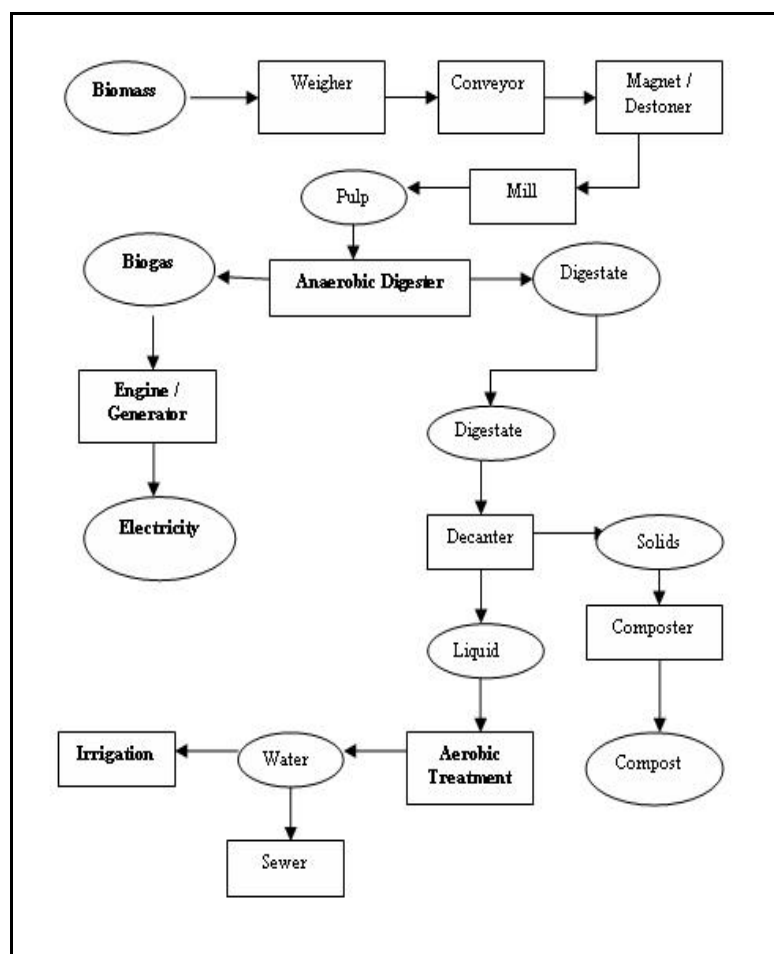 Biomass
Weigher
Conveyor
Magnet /
Destoner
Pulp
Mill
Biogas
Anaerobic Digester
Digestate
Engine /
Generator
Digestate
Electricity
Decanter
Solids
Liquid
Composter
Irrigation
Water
Aerobic
Treatment
Compost
Sewer